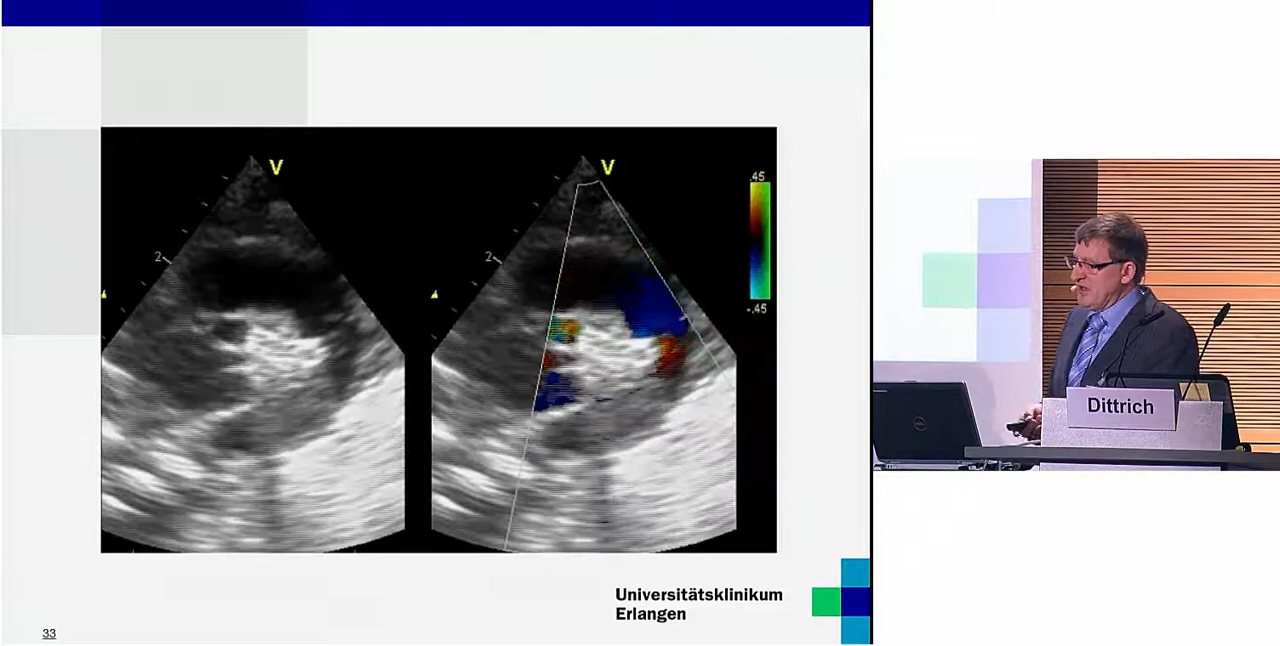 V
V
.45
2
2
-.45
Dittrich
Universitätsklinikum
Erlangen
33